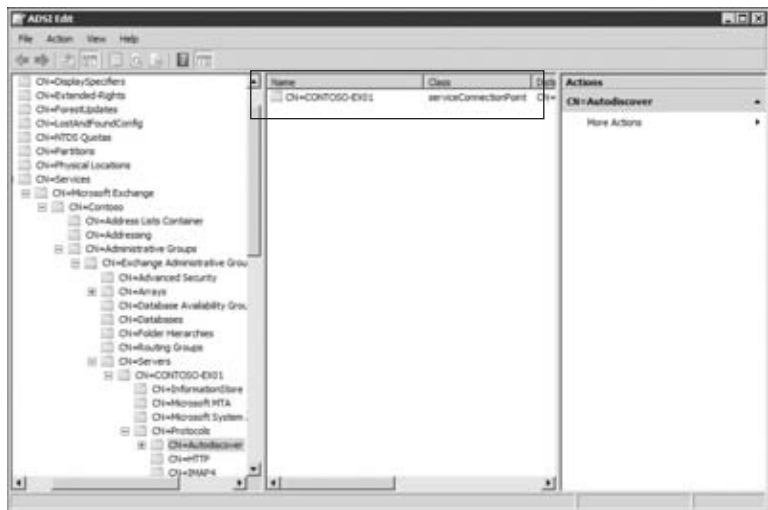 ADSI Edit
File Action View Help
CN=DisplaySpecifiers
CN=Extended-Rights
CN=ForestUpdates
CN=LostAndFoundConfig
CN=NTDS Quotas
CN=Partitions
CN=Physical Locations
CN=Services
CN=Microsoft Exchange
CN=Contoso
CN=Address Lists Container
CN=Addressing
CN=Administrative Groups
CN=Exchange Administrative Grou
CN=Advanced Security
CN=Arrays
CN=Database Availability Grou
CN=Databases
CN=Folder Hierarchies
CN=Routing Groups
CN=Servers
CN=CONTOSO-EX01
CN=InformationStore
CN=Microsoft MTA
CN=Microsoft System
CN=Protocols
CN=Autodiscover
CN=HTTP
CN=IMAP4
Name Class
CN=CONTOSO-EX01 serviceConnectionPoint CN=
Actions
CN=Autodiscover
More Actions